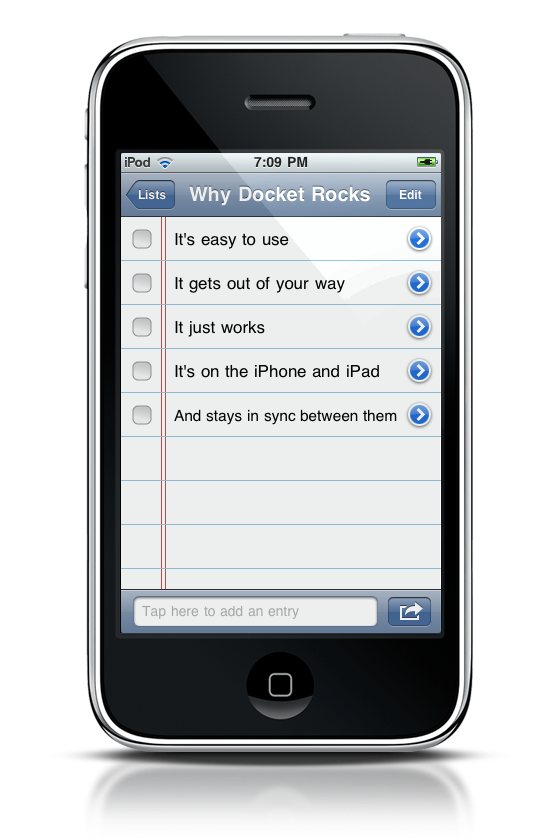 iPod 7:09 PM
Lists Why Docket Rocks Edit
It's easy to use
It gets out of your way
It just works
It's on the iPhone and iPad
And stays in sync between them
Tap here to add an entry